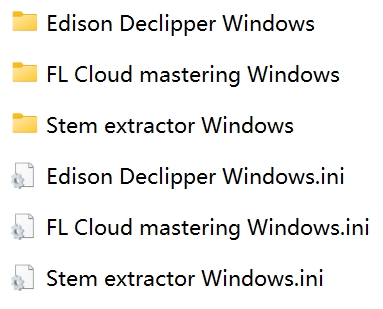 Edison Declipper Windows
FL Cloud mastering Windows
Stem extractor Windows
Edison Declipper Windows.ini
FL Cloud mastering Windows.ini
Stem extractor Windows.ini